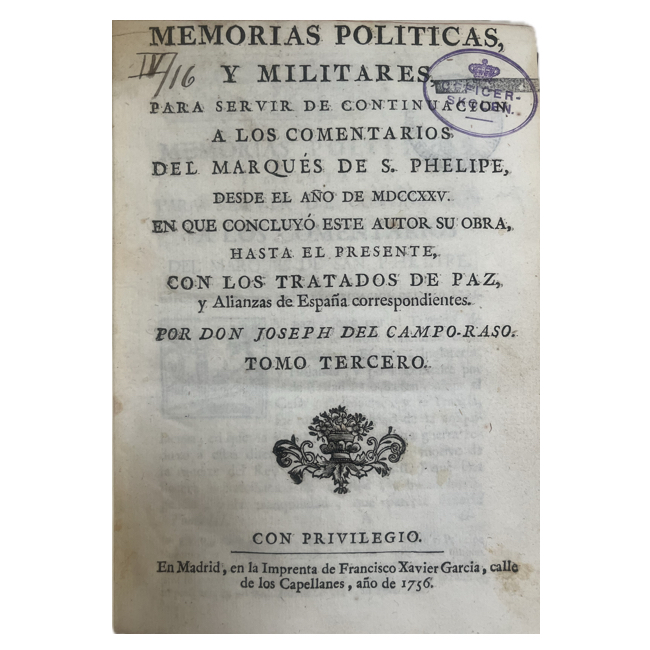 MEMORIAS POLITICAS,
IV/16
Y MILITARES,
PARA SERVIR DE CONTINUACION
A LOS COMENTARIOS
DEL MARQUÉS DE S. PHELIPE,
DESDE EL AÑO DE MDCCXXV.
EN QUE CONCLUYÓ ESTE AUTOR SU OBRA,
HASTA EL PRESENTE,
CON LOS TRATADOS DE PAZ,
y Alianzas de España correspondientes.
POR DON JOSEPH DEL CAMPO-RASO.
TOMO TERCERO.
CON PRIVILEGIO.
En Madrid, en la Imprenta de Francisco Xavier Garcia, calle
de los Capellanes, año de 1756.
OFFICER-
SKOLEN.